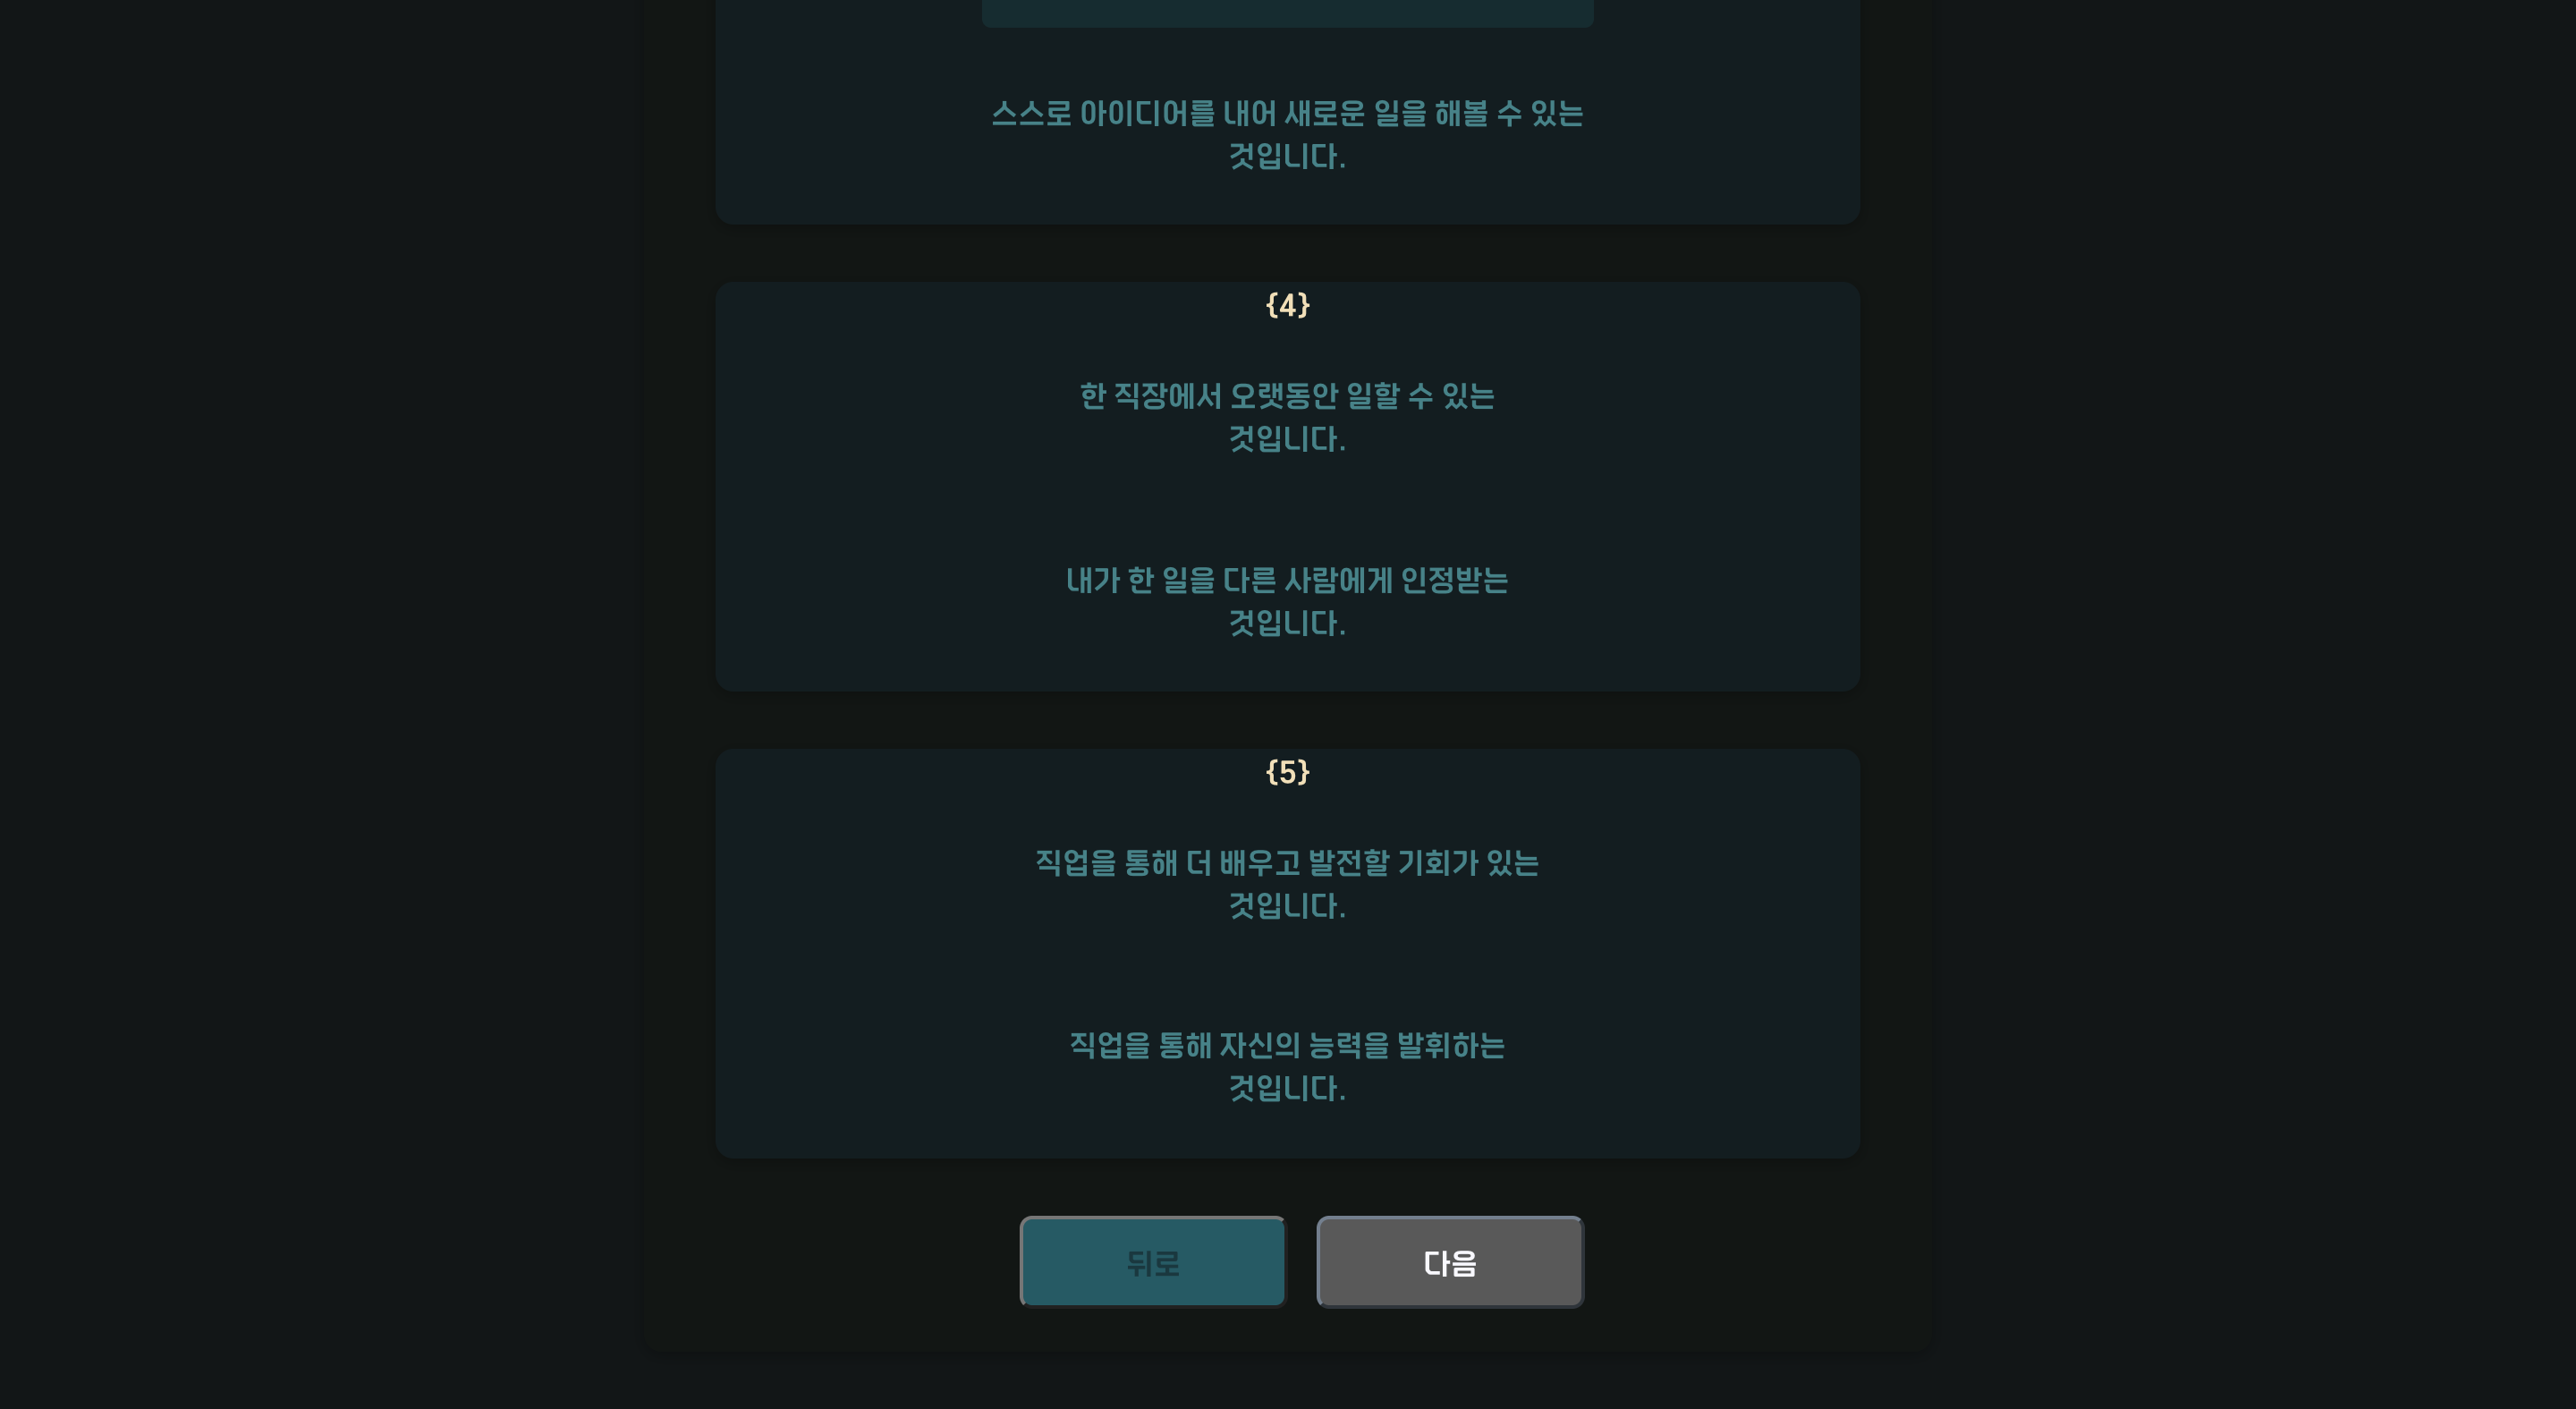 스스로 아이디어를 내어 새로운 일을 해볼 수 있는
것입니다.
{4}
한 직장에서 오랫동안 일할 수 있는
것입니다.
내가 한 일을 다른 사람에게 인정받는
것입니다.
{5}
직업을 통해 더 배우고 발전할 기회가 있는
것입니다.
직업을 통해 자신의 능력을 발휘하는
것입니다.
뒤로
다음